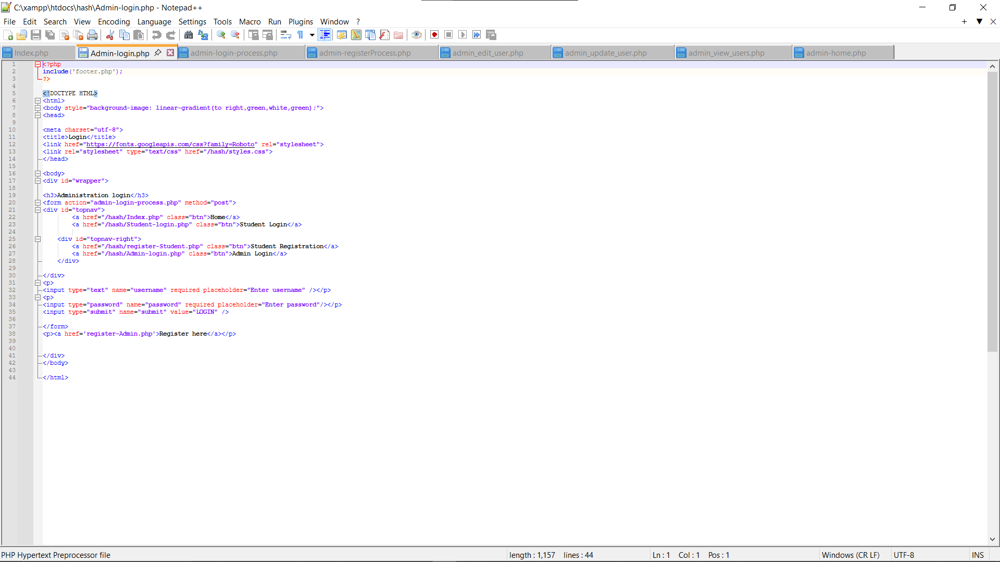 C:\xampp\htdocs\hash\Admin-login.php - Notepad++
File Edit Search View Encoding Language Settings Tools Macro Run Plugins Window ?
Index.php Admin-login.php admin-login-process.php admin-registerProcess.php admin_edit_user.php admin_update_user.php admin_view_users.php admin-home.php
1 <?php
2 include('footer.php');
3 ?>
4
5 <!DOCTYPE HTML>
6 <html>
7 <body style="background-image: linear-gradient(to right,green,white,green);">
8 <head>
9
10 <meta charset="utf-8">
11 <title>Login</title>
12 <link href="https://fonts.googleapis.com/css?family=Roboto" rel="stylesheet">
13 <link rel="stylesheet" type="text/css" href="/hash/styles.css">
14 </head>
15
16 <body>
17 <div id="wrapper">
18
19 <h3>Administration login</h3>
20 <form action="admin-login-process.php" method="post">
21 <div id="topnav">
22 <a href="/hash/Index.php" class="btn">Home</a>
23 <a href="/hash/Student-login.php" class="btn">Student Login</a>
24
25 <div id="topnav-right">
26 <a href="/hash/register-Student.php" class="btn">Student Registration</a>
27 <a href="/hash/Admin-login.php" class="btn">Admin Login</a>
28 </div>
29
30 </div>
31 <p>
32 <input type="text" name="username" required placeholder="Enter username" /></p>
33 <p>
34 <input type="password" name="password" required placeholder="Enter password"/></p>
35 <input type="submit" name="submit" value="LOGIN" />
36
37 </form>
38 <p><a href='register-Admin.php'>Register here</a></p>
39
40
41 </div>
42 </body>
43
44 </html>
PHP Hypertext Preprocessor file length : 1,157 lines : 44 Ln : 1 Col : 1 Pos : 1 Windows (CR LF) UTF-8 INS